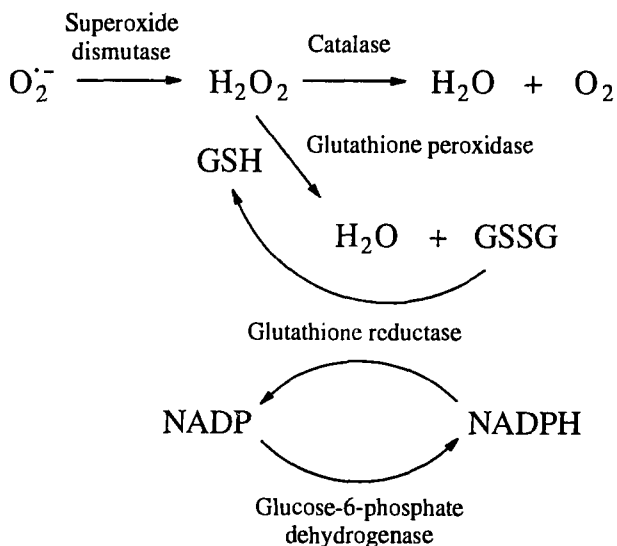 Superoxide
dismutase
Catalase
O₂·⁻ H₂O₂ H₂O + O₂
Glutathione peroxidase
GSH
H₂O + GSSG
Glutathione reductase
NADP NADPH
Glucose-6-phosphate
dehydrogenase